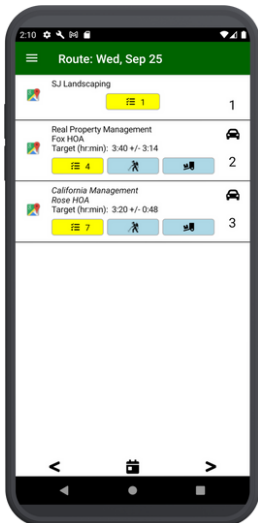 2:10
Route: Wed, Sep 25
SJ Landscaping
1
1
Real Property Management
Fox HOA
Target (hr:min): 3:40 +/- 3:14
4
2
California Management
Rose HOA
Target (hr:min): 3:20 +/- 0:48
7
3